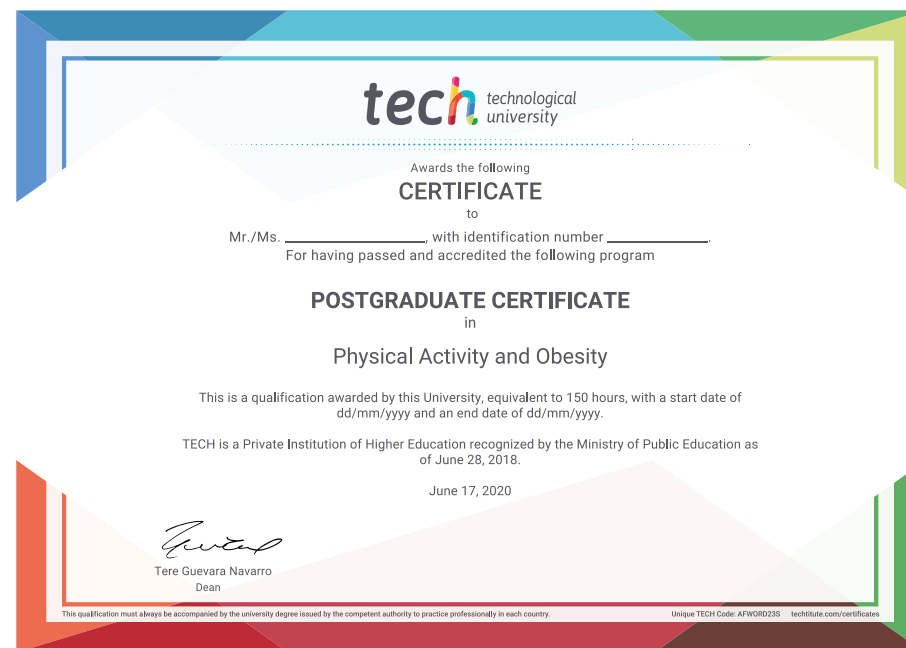 tech technological
university
Awards the following
CERTIFICATE
to
Mr./Ms. ____________________, with identification number ______________.
For having passed and accredited the following program
POSTGRADUATE CERTIFICATE
in
Physical Activity and Obesity
This is a qualification awarded by this University, equivalent to 150 hours, with a start date of
dd/mm/yyyy and an end date of dd/mm/yyyy.
TECH is a Private Institution of Higher Education recognized by the Ministry of Public Education as
of June 28, 2018.
June 17, 2020
Tere Guevara Navarro
Dean
This qualification must always be accompanied by the university degree issued by the competent authority to practice professionally in each country. Unique TECH Code: AFWORD23S techtitute.com/certificates